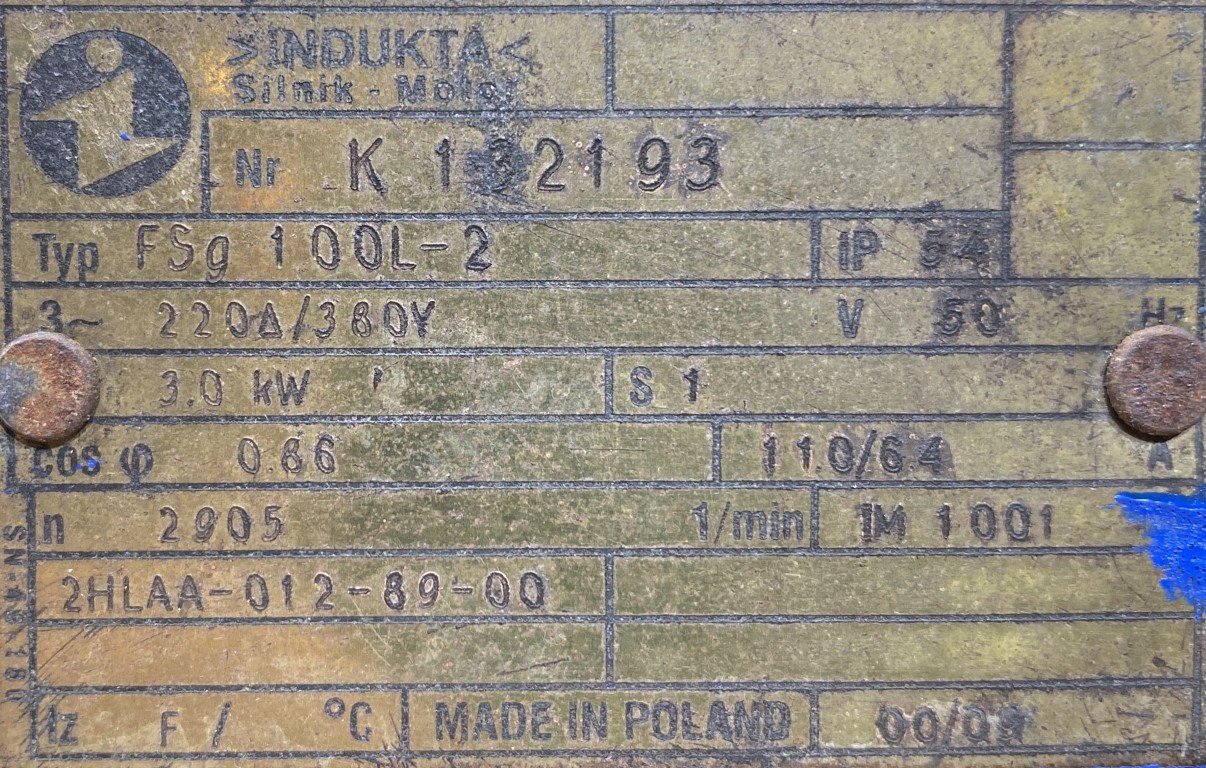 >INDUKTA<
Silnik - Motor
Nr K 132193
Typ FSg 100L-2 IP 54
3~ 220Δ/380Y V 50 Hz
3.0 kW S 1
cos φ 0.86 11.0/6.4 A
n 2905 1/min IM 1001
2HLAA-012-89-00
Iz F / °C MADE IN POLAND